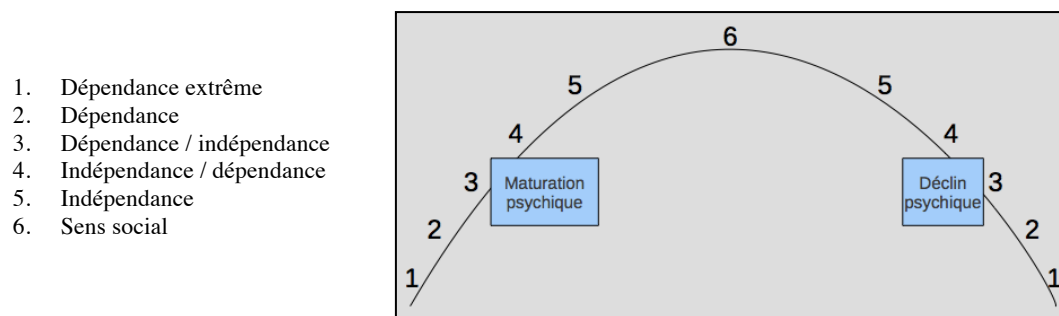 1. Dépendance extrême
2. Dépendance
3. Dépendance / indépendance
4. Indépendance / dépendance
5. Indépendance
6. Sens social
6
5
5
4
4
3
Maturation
psychique
Déclin
psychique
3
2
2
1
1